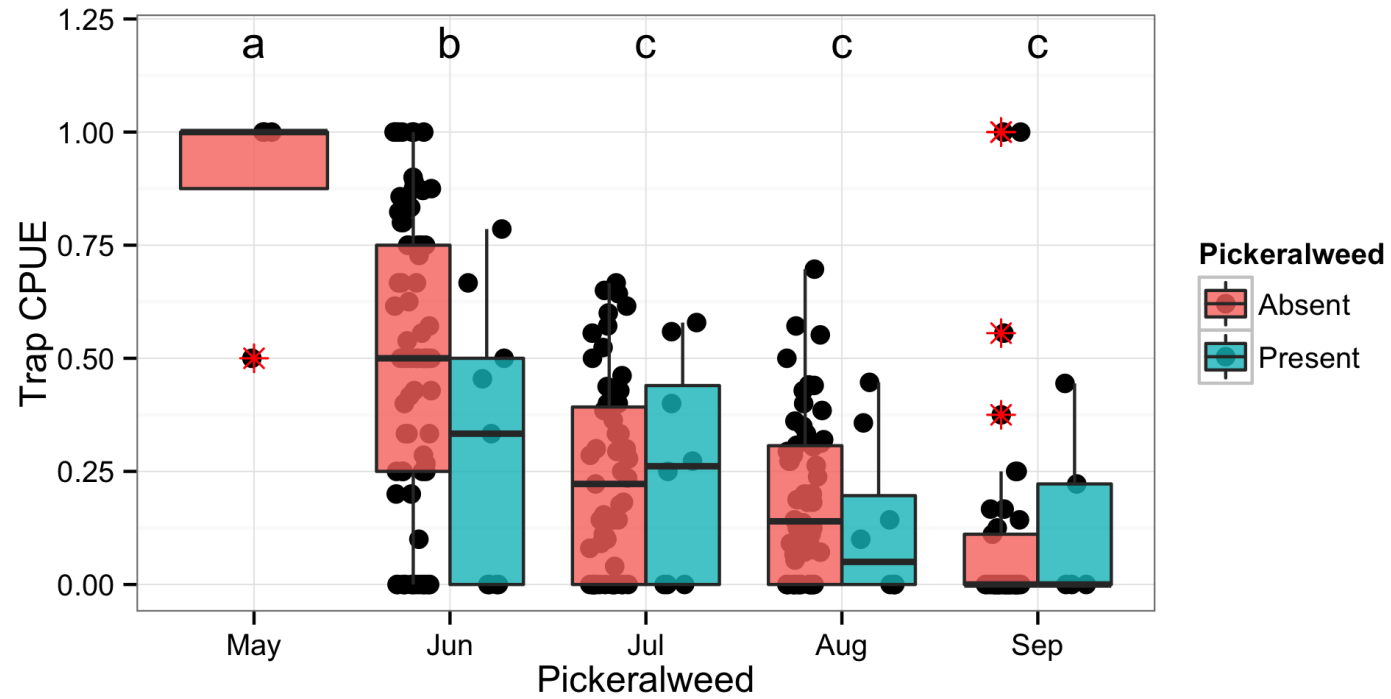 a b c c c
Trap CPUE
1.25
1.00
0.75
0.50
0.25
0.00
May Jun Jul Aug Sep
Pickeralweed
Pickeralweed
Absent
Present